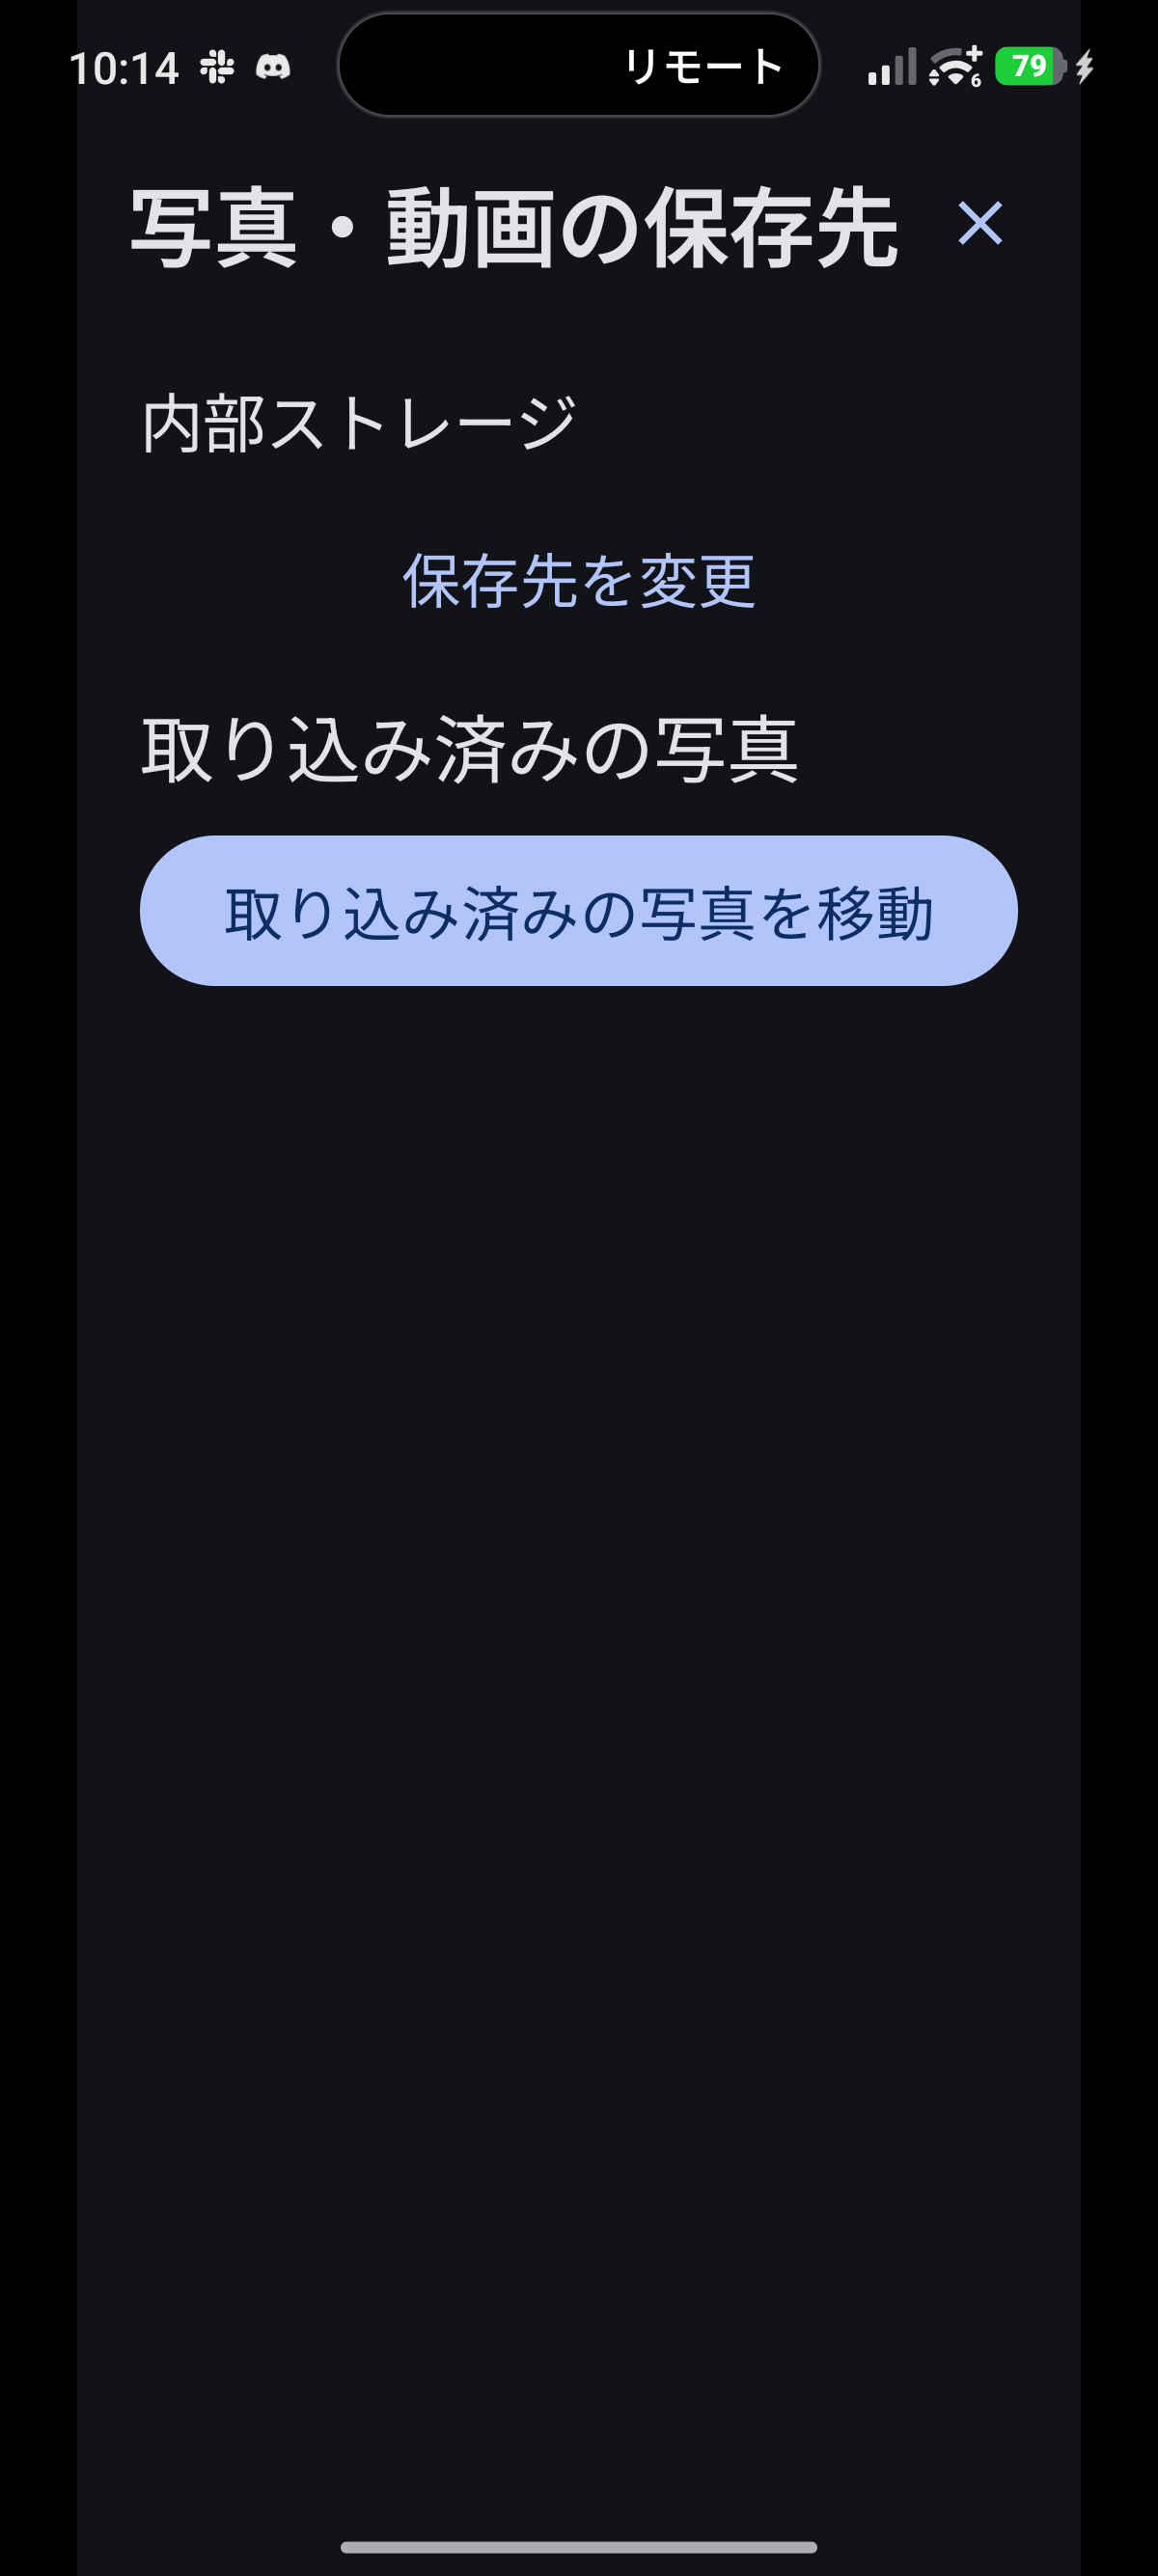 10:14
リモート
6
79
写真・動画の保存先
内部ストレージ
保存先を変更
取り込み済みの写真
取り込み済みの写真を移動